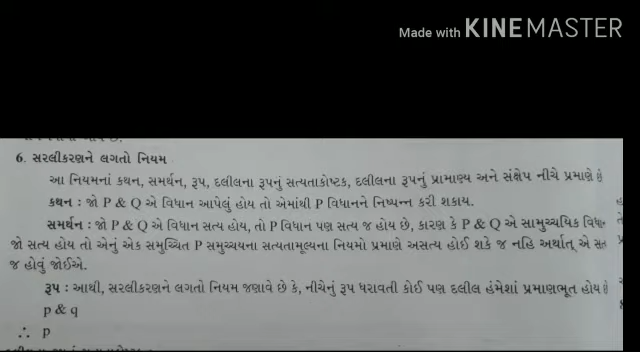 Made with KINEMASTER
6. સરલીકરણને લગતો નિયમ
આ નિયમનાં કથન, સમર્થન, રૂપ, દલીલના રૂપનું સત્યતાકોષ્ટક, દલીલના રૂપનું પ્રામાણ્ય અને સંક્ષેપ નીચે પ્રમાણે છે
કથન : જો P & Q એ વિધાન આપેલું હોય તો એમાંથી P વિધાનને નિષ્પન્ન કરી શકાય.
સમર્થન : જો P & Q એ વિધાન સત્ય હોય, તો P વિધાન પણ સત્ય જ હોય છે, કારણ કે P & Q એ સામુચ્ચયિક વિધાન
જો સત્ય હોય તો એનું એક સમુચ્ચિત P સમુચ્ચયના સત્યતામૂલ્યના નિયમો પ્રમાણે અસત્ય હોઈ શકે જ નહિ અર્થાત્ એ સત
જ હોવું જોઈએ.
રૂપ : આથી, સરલીકરણને લગતો નિયમ જણાવે છે કે, નીચેનું રૂપ ધરાવતી કોઈ પણ દલીલ હંમેશાં પ્રમાણભૂત હોય છે
p & q
∴ p